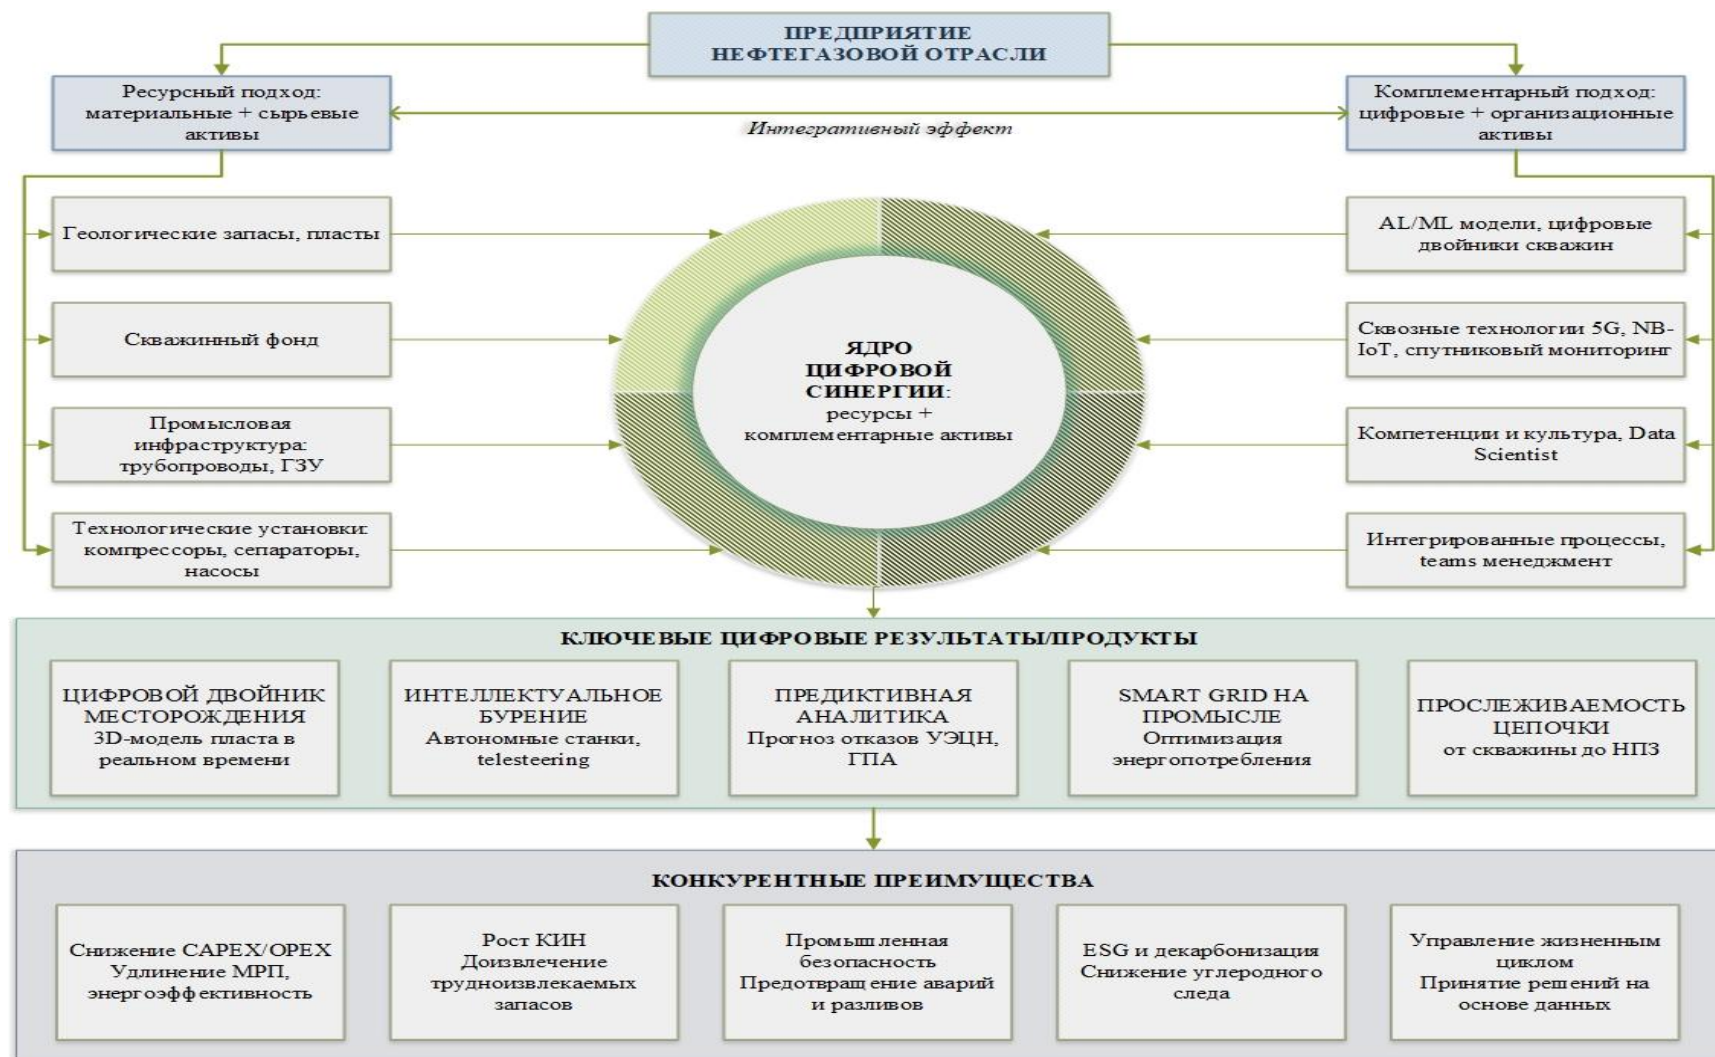 ПРЕДПРИЯТИЕ
НЕФТЕГАЗОВОЙ ОТРАСЛИ
Ресурсный подход:
материальные + сырьевые
активы
Интегративный эффект
Комплементарный подход:
цифровые + организационные
активы
Геологические запасы, пласты
Скважинный фонд
Промысловая
инфраструктура:
трубопроводы, ГЗУ
Технологические установки:
компрессоры, сепараторы,
насосы
ЯДРО
ЦИФРОВОЙ
СИНЕРГИИ:
ресурсы +
комплементарные активы
AL/ML модели, цифровые
двойники скважин
Сквозные технологии 5G, NB-
IoT, спутниковый мониторинг
Компетенции и культура, Data
Scientist
Интегрированные процессы,
teams менеджмент
КЛЮЧЕВЫЕ ЦИФРОВЫЕ РЕЗУЛЬТАТЫ/ПРОДУКТЫ
ЦИФРОВОЙ ДВОЙНИК
МЕСТОРОЖДЕНИЯ
3D-модель пласта в
реальном времени
ИНТЕЛЛЕКТУАЛЬНОЕ
БУРЕНИЕ
Автономные станки,
telesteering
ПРЕДИКТИВНАЯ
АНАЛИТИКА
Прогноз отказов УЭЦН,
ГПА
SMART GRID НА
ПРОМЫСЛЕ
Оптимизация
энергопотребления
ПРОСЛЕЖИВАЕМОСТЬ
ЦЕПОЧКИ
от скважины до НПЗ
КОНКУРЕНТНЫЕ ПРЕИМУЩЕСТВА
Снижение CAPEX/OPEX
Удлинение МРП,
энергоэффективность
Рост КИН
Доизвлечение
трудноизвлекаемых
запасов
Промышленная
безопасность
Предотвращение аварий
и разливов
ESG и декарбонизация
Снижение углеродного
следа
Управление жизненным
циклом
Принятие решений на
основе данных